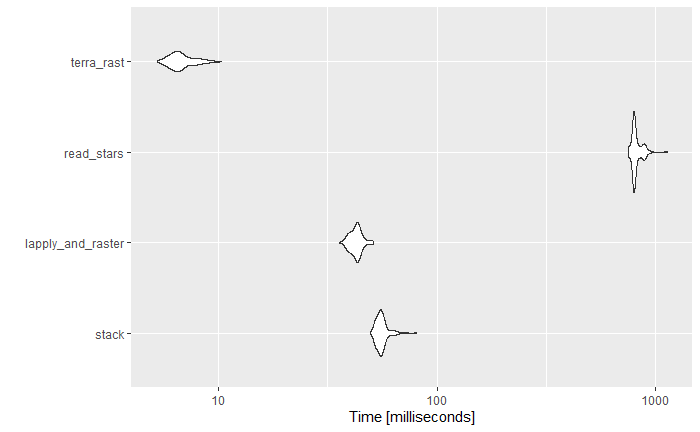 terra_rast
read_stars
lapply_and_raster
stack
10 100 1000
Time [milliseconds]